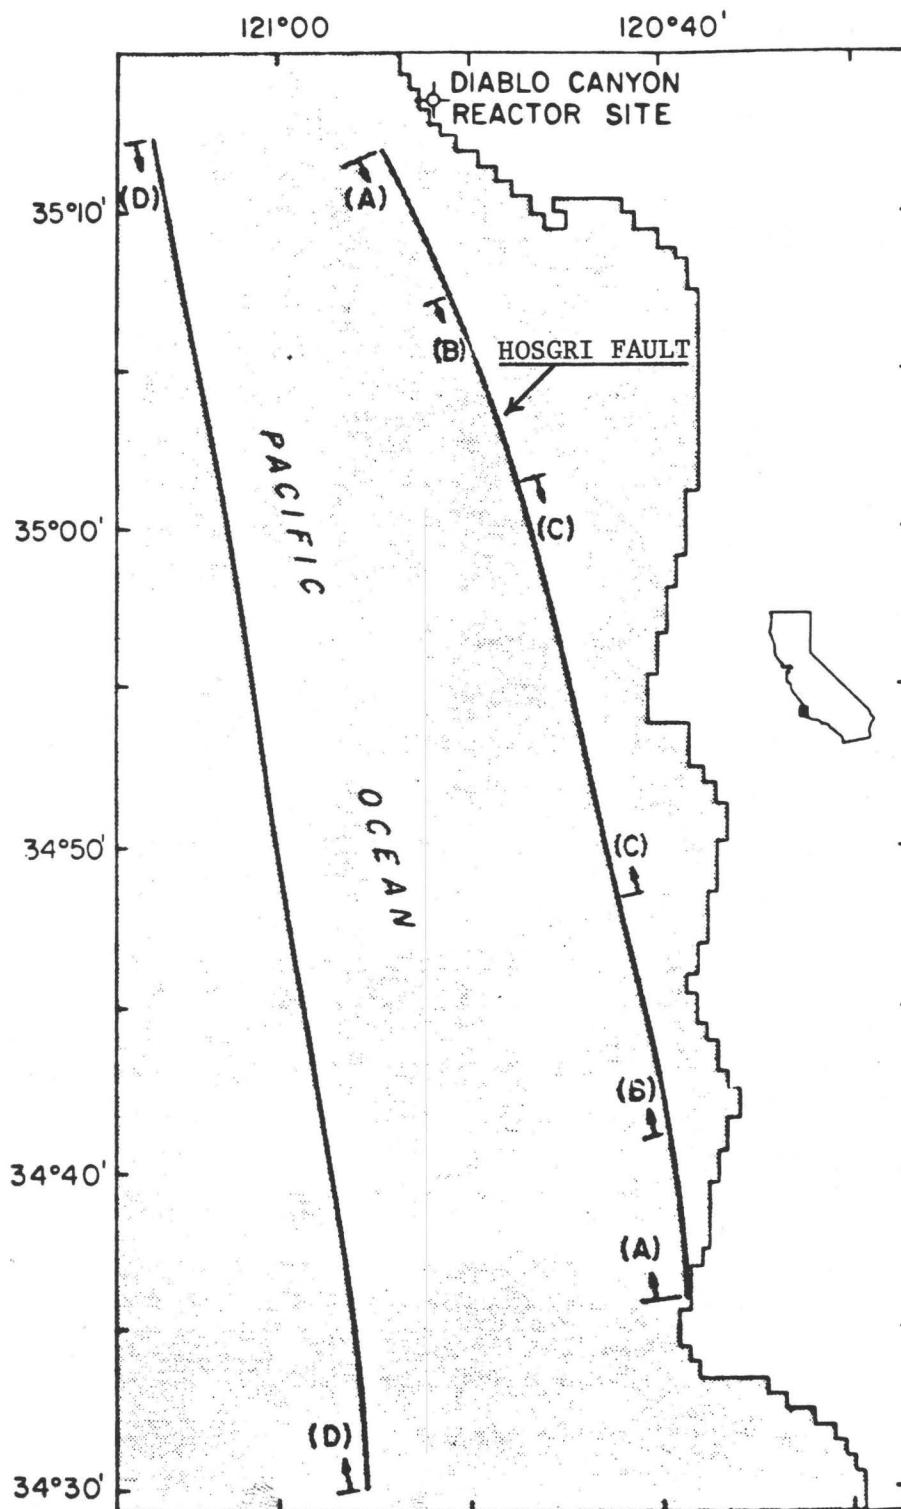 121°00' 120°40'
DIABLO CANYON
REACTOR SITE
(D)
(A)
35°10'
(B)
HOSGRI FAULT
PACIFIC
(C)
35°00'
OCEAN
34°50'
(C)
(B)
34°40'
(A)
(D)
34°30'